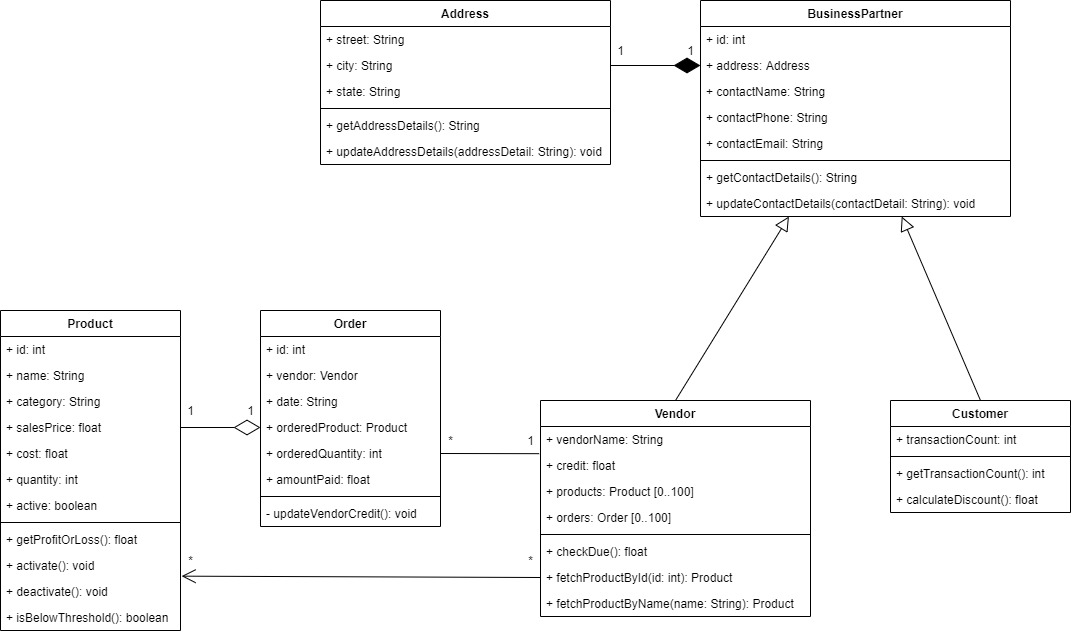 Address
+ street: String
+ city: String
+ state: String
+ getAddressDetails(): String
+ updateAddressDetails(addressDetail: String): void
1
1
BusinessPartner
+ id: int
+ address: Address
+ contactName: String
+ contactPhone: String
+ contactEmail: String
+ getContactDetails(): String
+ updateContactDetails(contactDetail: String): void
Product
+ id: int
+ name: String
+ category: String
+ salesPrice: float
+ cost: float
+ quantity: int
+ active: boolean
+ getProfitOrLoss(): float
+ activate(): void
+ deactivate(): void
+ isBelowThreshold(): boolean
1
1
Order
+ id: int
+ vendor: Vendor
+ date: String
+ orderedProduct: Product
+ orderedQuantity: int
+ amountPaid: float
- updateVendorCredit(): void
*
1
*
*
Vendor
+ vendorName: String
+ credit: float
+ products: Product [0..100]
+ orders: Order [0..100]
+ checkDue(): float
+ fetchProductById(id: int): Product
+ fetchProductByName(name: String): Product
Customer
+ transactionCount: int
+ getTransactionCount(): int
+ calculateDiscount(): float